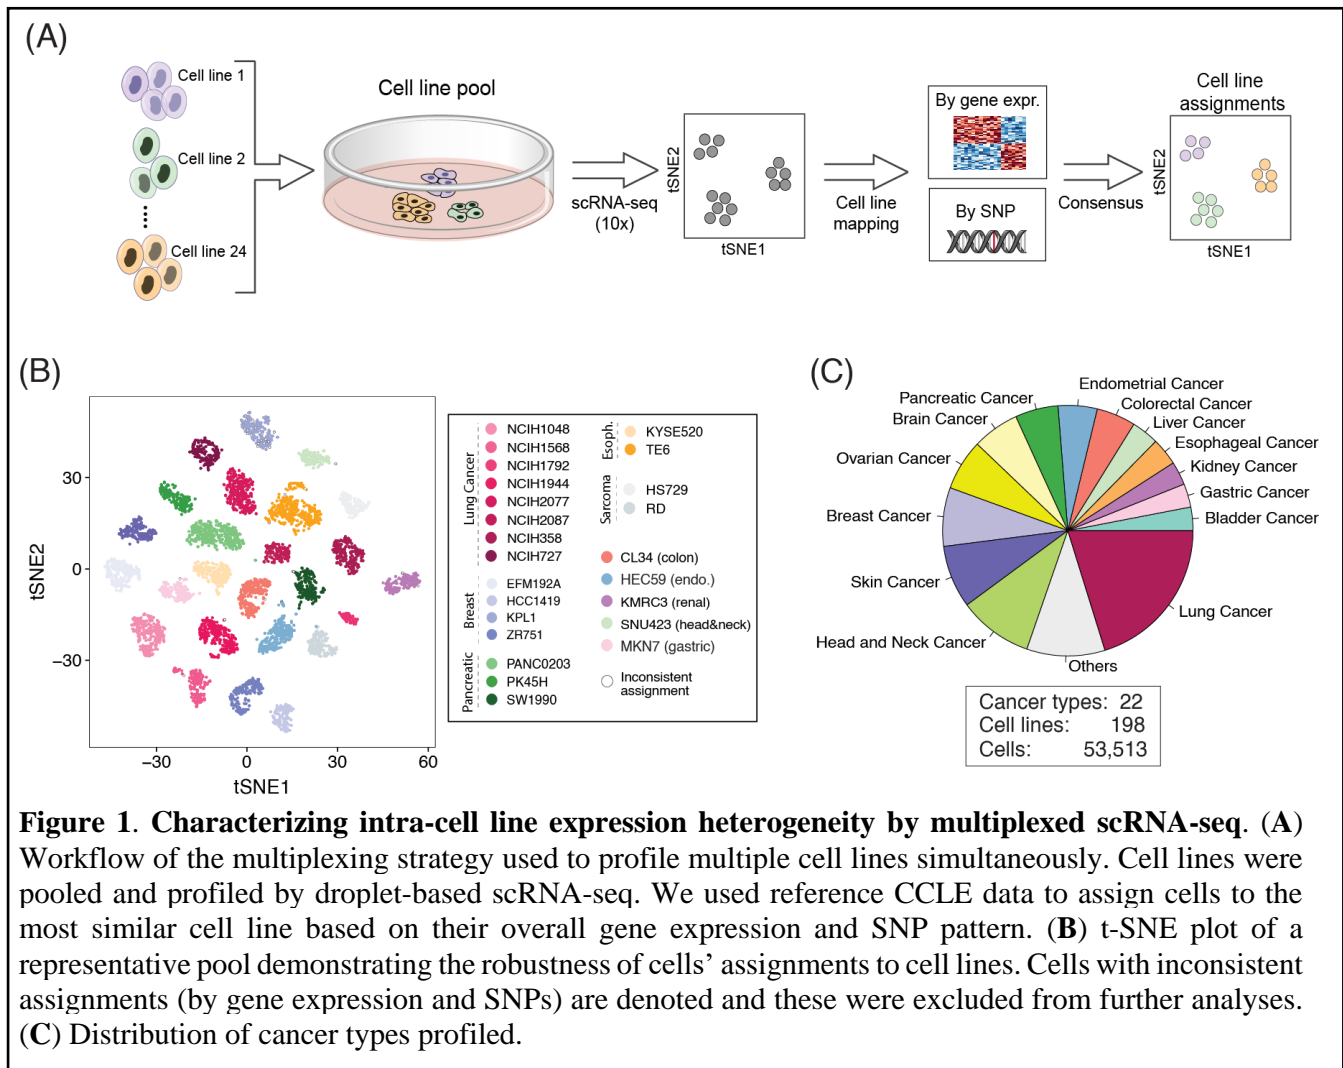 (A)
Cell line 1
Cell line 2
Cell line 24
Cell line pool
scRNA-seq
(10x)
tSNE2
tSNE1
Cell line
mapping
By gene expr.
By SNP
Consensus
Cell line
assignments
tSNE2
tSNE1
(B)
tSNE2
30
0
−30
−30
0
30
60
tSNE1
Lung Cancer
NCIH1048
NCIH1568
NCIH1792
NCIH1944
NCIH2077
NCIH2087
NCIH358
NCIH727
Breast
EFM192A
HCC1419
KPL1
ZR751
Pancreatic
PANC0203
PK45H
SW1990
Esoph.
KYSE520
TE6
Sarcoma
HS729
RD
CL34 (colon)
HEC59 (endo.)
KMRC3 (renal)
SNU423 (head&neck)
MKN7 (gastric)
Inconsistent
assignment
(C)
Endometrial Cancer
Colorectal Cancer
Liver Cancer
Esophageal Cancer
Kidney Cancer
Gastric Cancer
Bladder Cancer
Lung Cancer
Others
Head and Neck Cancer
Skin Cancer
Breast Cancer
Ovarian Cancer
Brain Cancer
Pancreatic Cancer
Cancer types: 22
Cell lines: 198
Cells: 53,513
Figure 1. Characterizing intra-cell line expression heterogeneity by multiplexed scRNA-seq. (A)
Workflow of the multiplexing strategy used to profile multiple cell lines simultaneously. Cell lines were
pooled and profiled by droplet-based scRNA-seq. We used reference CCLE data to assign cells to the
most similar cell line based on their overall gene expression and SNP pattern. (B) t-SNE plot of a
representative pool demonstrating the robustness of cells’ assignments to cell lines. Cells with inconsistent
assignments (by gene expression and SNPs) are denoted and these were excluded from further analyses.
(C) Distribution of cancer types profiled.